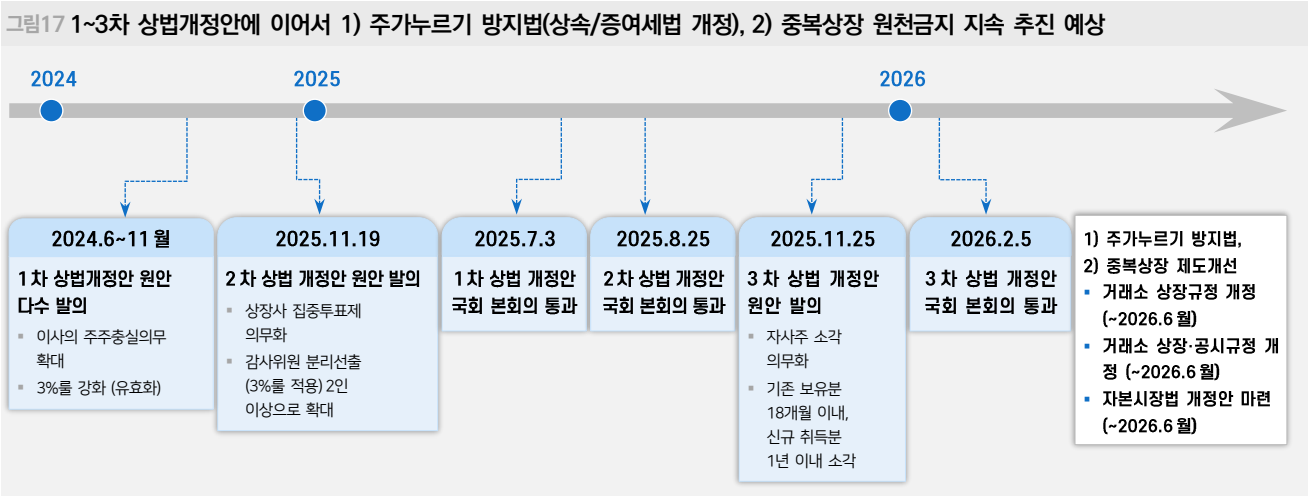 그림17 1~3차 상법개정안에 이어서 1) 주가누르기 방지법(상속/증여세법 개정), 2) 중복상장 원천금지 지속 추진 예상
2024
2025
2026
2024.6~11월
1차 상법개정안 원안
다수 발의
▪ 이사의 주주충실의무
확대
▪ 3%룰 강화 (유효화)
2025.11.19
2차 상법 개정안 원안 발의
▪ 상장사 집중투표제
의무화
▪ 감사위원 분리선출
(3%룰 적용) 2인
이상으로 확대
2025.7.3
1차 상법 개정안
국회 본회의 통과
2025.8.25
2차 상법 개정안
국회 본회의 통과
2025.11.25
3차 상법 개정안
원안 발의
▪ 자사주 소각
의무화
▪ 기존 보유분
18개월 이내,
신규 취득분
1년 이내 소각
2026.2.5
3차 상법 개정안
국회 본회의 통과
1) 주가누르기 방지법,
2) 중복상장 제도개선
▪ 거래소 상장규정 개정
(~2026.6월)
▪ 거래소 상장·공시규정 개
정 (~2026.6월)
▪ 자본시장법 개정안 마련
(~2026.6월)